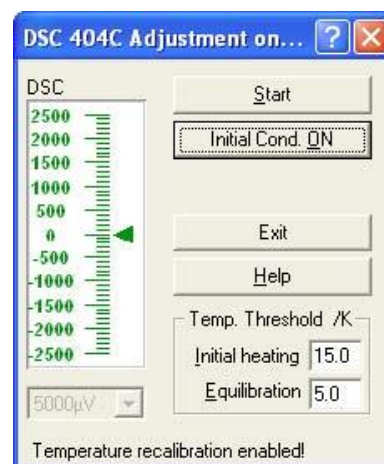 DSC 404C Adjustment on...
DSC
2500
2000
1500
1000
500
0
-500
-1000
-1500
-2000
-2500
5000µV
Start
Initial Cond. ON
Exit
Help
Temp. Threshold /K
Initial heating 15.0
Equilibration 5.0
Temperature recalibration enabled!